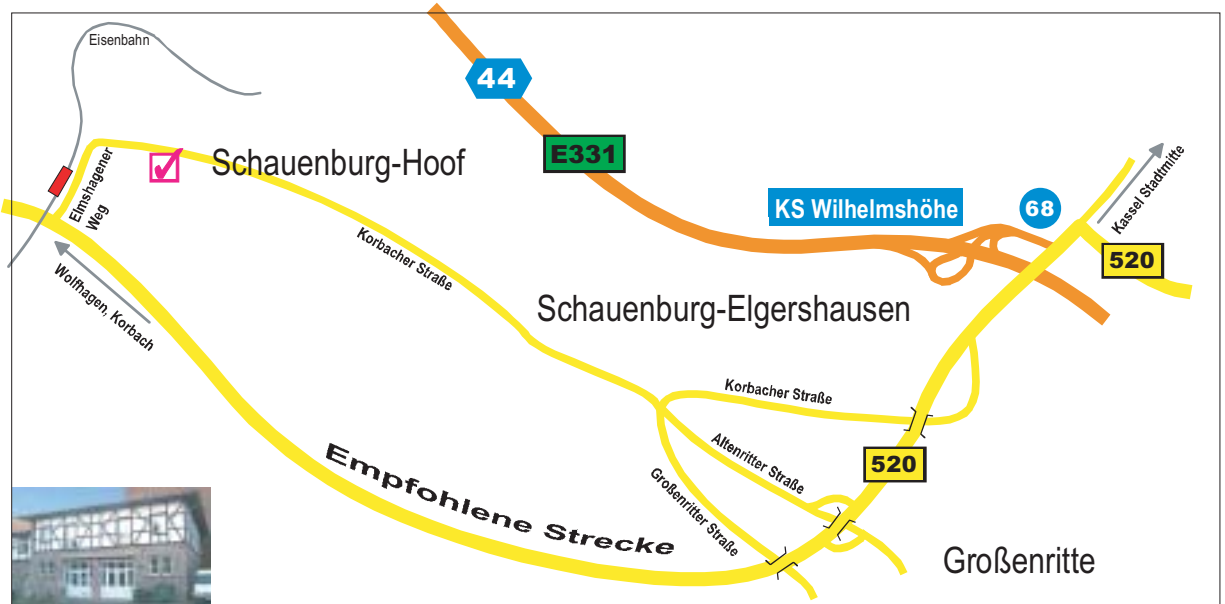 Eisenbahn
44
E331
Schauenburg-Hoof
Elmshagener
Weg
KS Wilhelmshöhe
68
Kassel Stadtmitte
520
Korbacher Straße
Wolfhagen, Korbach
Schauenburg-Elgershausen
Korbacher Straße
Altenritter Straße
520
Großenritter Straße
Empfohlene Strecke
Großenritte